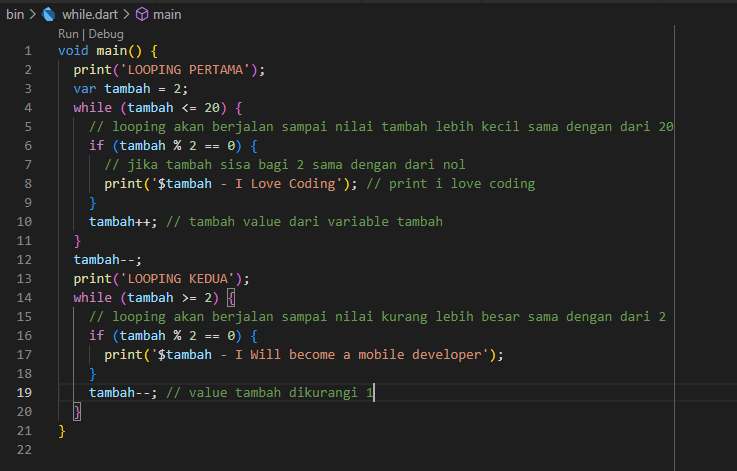 bin > while.dart > main
Run | Debug
1 void main() {
2 print('LOOPING PERTAMA');
3 var tambah = 2;
4 while (tambah <= 20) {
5 // looping akan berjalan sampai nilai tambah lebih kecil sama dengan dari 20
6 if (tambah % 2 == 0) {
7 // jika tambah sisa bagi 2 sama dengan dari nol
8 print('$tambah - I Love Coding'); // print i love coding
9 }
10 tambah++; // tambah value dari variable tambah
11 }
12 tambah--;
13 print('LOOPING KEDUA');
14 while (tambah >= 2) {
15 // looping akan berjalan sampai nilai kurang lebih besar sama dengan dari 2
16 if (tambah % 2 == 0) {
17 print('$tambah - I Will become a mobile developer');
18 }
19 tambah--; // value tambah dikurangi 1
20 }
21 }
22